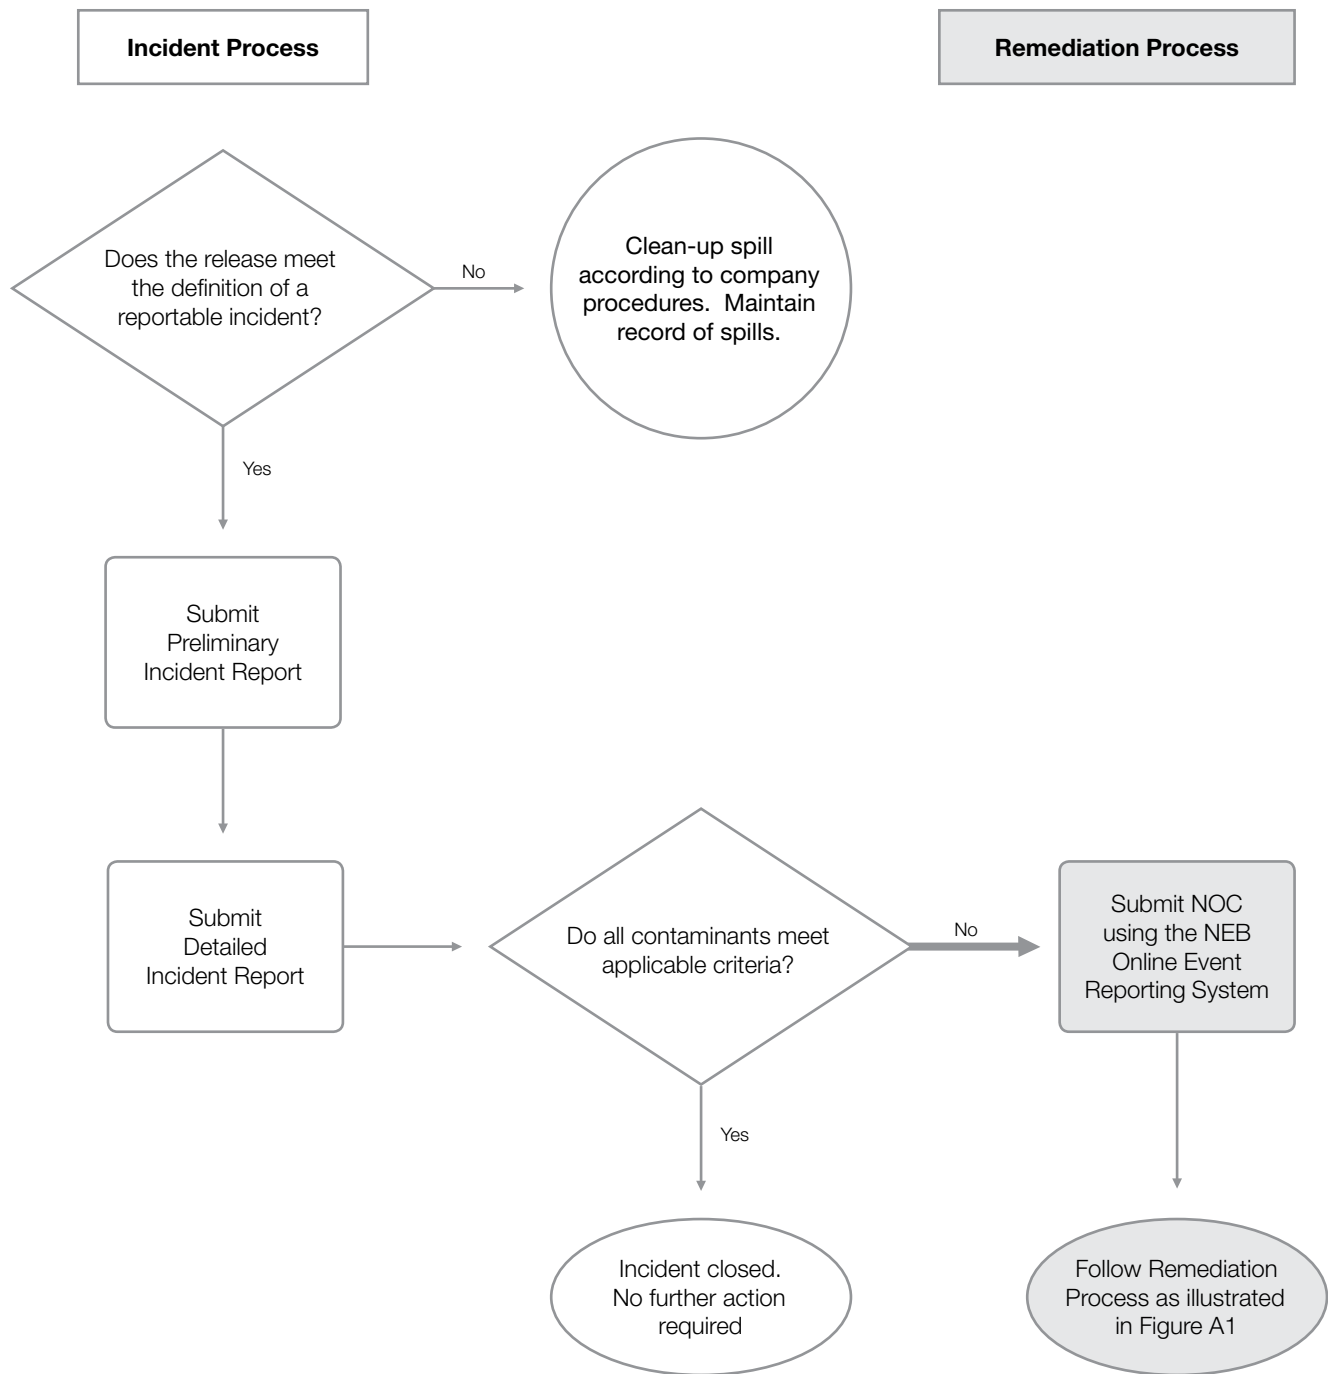 Incident Process
Remediation Process
Does the release meet
the definition of a
reportable incident?
No
Clean-up spill
according to company
procedures.  Maintain
record of spills.
Yes
Submit
Preliminary
Incident Report
Submit
Detailed
Incident Report
Do all contaminants meet
applicable criteria?
No
Submit NOC
using the NEB
Online Event
Reporting System
Yes
Incident closed.
No further action
required
Follow Remediation
Process as illustrated
in Figure A1